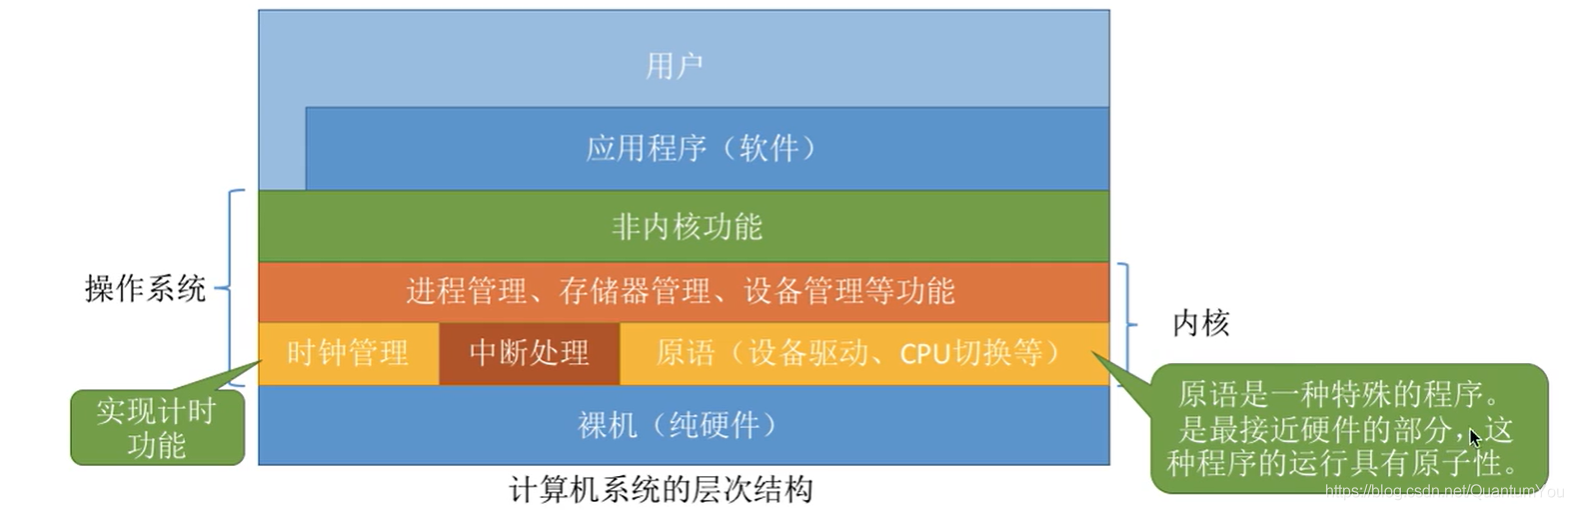 用户
应用程序（软件）
非内核功能
操作系统
进程管理、存储器管理、设备管理等功能
内核
时钟管理
中断处理
原语（设备驱动、CPU切换等）
实现计时
功能
原语是一种特殊的程序。
是最接近硬件的部分，这
种程序的运行具有原子性。
裸机（纯硬件）
计算机系统的层次结构
https://blog.csdn.net/QuantumYou